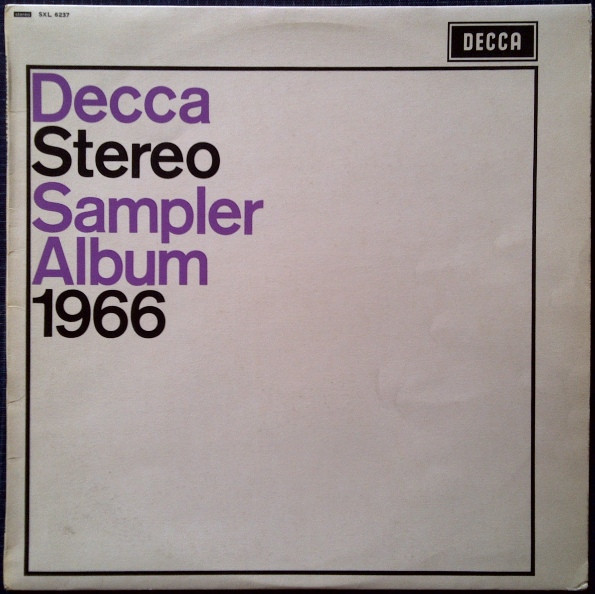 stereo SXL 6237
DECCA
Decca
Stereo
Sampler
Album
1966